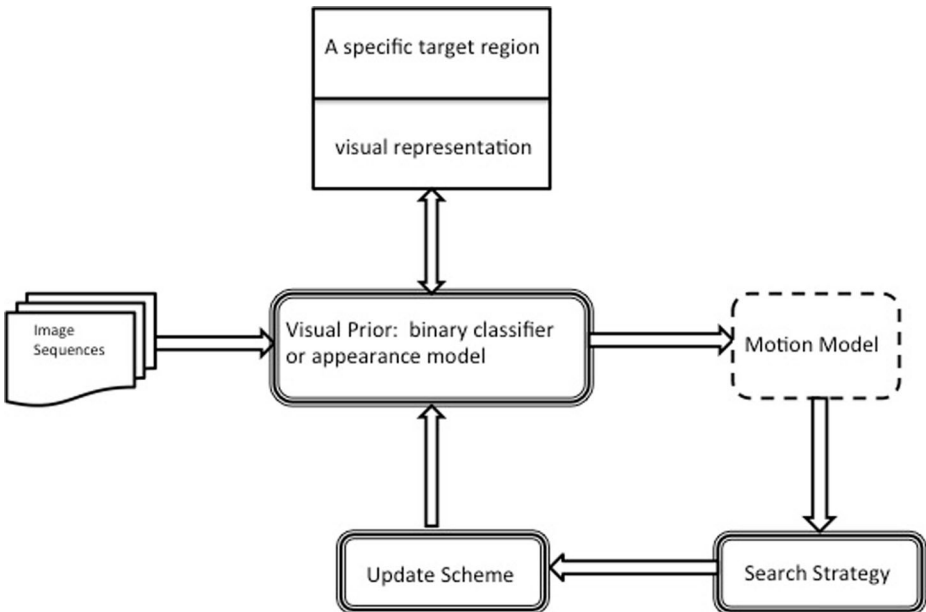 A specific target region
visual representation
Image
Sequences
Visual Prior: binary classifier
or appearance model
Motion Model
Update Scheme
Search Strategy